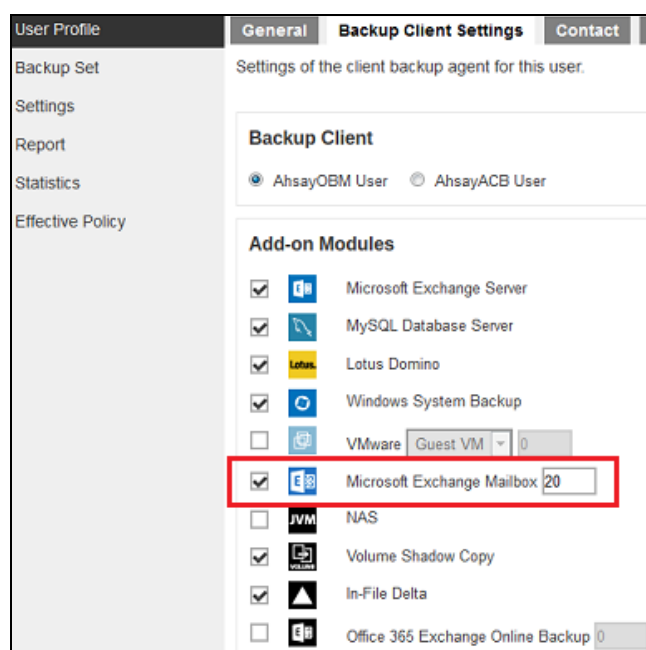 User Profile
General Backup Client Settings Contact
Backup Set
Settings of the client backup agent for this user.
Settings
Report
Backup Client
Statistics
AhsayOBM User AhsayACB User
Effective Policy
Add-on Modules
Microsoft Exchange Server
MySQL Database Server
Lotus. Lotus Domino
Windows System Backup
VMware Guest VM 0
E Microsoft Exchange Mailbox 20
JVM NAS
VOLUME Volume Shadow Copy
In-File Delta
E Office 365 Exchange Online Backup 0